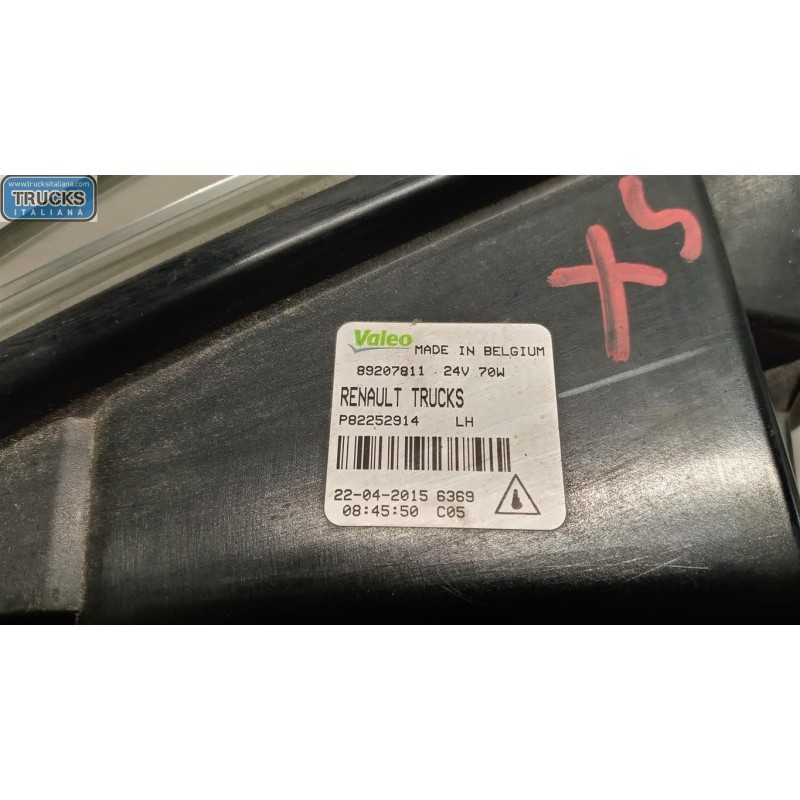 www.trucksitaliana.com
TRUCKS
ITALIANA
X5
Valeo MADE IN BELGIUM
89207811 . 24V 70W
RENAULT TRUCKS
P82252914 LH
22-04-2015 6369
08:45:50 C05